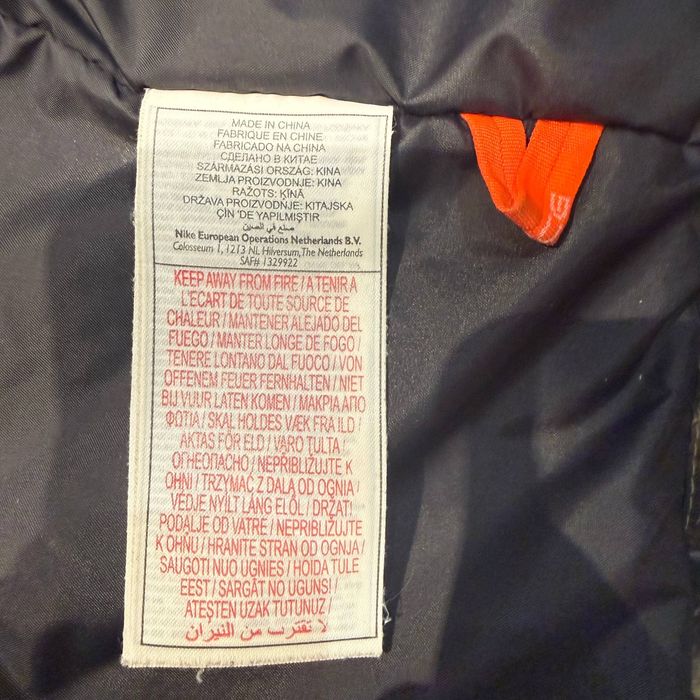 MADE IN CHINA
FABRIQUE EN CHINE
FABRICADO NA CHINA
СДЕЛАНО В КИТАЕ
SZÁRMAZÁSI ORSZÁG: KINA
ZEMLJA PROIZVODNJE: KINA
RAŽOTS: ĶĪNĀ
DRŽAVA PROIZVODNJE: KITAJSKA
ÇİN 'DE YAPILMIŞTIR
صنع في الصين
Nike European Operations Netherlands B.V.
Colosseum 1, 1213 NL Hilversum, The Netherlands
SAF# 1329922
KEEP AWAY FROM FIRE / A TENIR A
L'ECART DE TOUTE SOURCE DE
CHALEUR / MANTENER ALEJADO DEL
FUEGO / MANTER LONGE DE FOGO /
TENERE LONTANO DAL FUOCO / VON
OFFENEM FEUER FERNHALTEN / NIET
BIJ VUUR LATEN KOMEN / ΜΑΚΡΙΑ ΑΠΟ
ΦΩΤΙΑ / SKAL HOLDES VÆK FRA ILD /
AKTAS FÖR ELD / VARO TULTA /
ОГНЕОПАСНО / NEPŘIBLIŽUJTE K
OHNI / TRZYMAĆ Z DALA OD OGNIA /
VÉDJE NYÍLT LÁNG ELŐL / DRŽATI
PODALJE OD VATRE / NEPRIBLIŽUJTE
K OHŇU / HRANITE STRAN OD OGNJA /
SAUGOTI NUO UGNIES / HOIDA TULE
EEST / SARGĀT NO UGUNS! /
ATEŞTEN UZAK TUTUNUZ /
لا تقترب من النيران